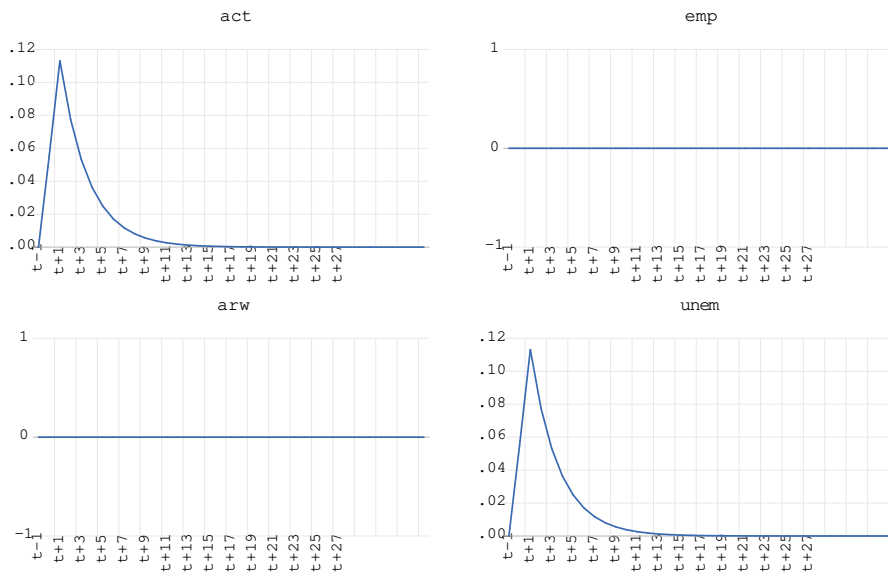 act
.12
.10
.08
.06
.04
.02
.00
t-1
t+1
t+3
t+5
t+7
t+9
t+11
t+13
t+15
t+17
t+19
t+21
t+23
t+25
t+27
emp
1
0
-1
t-1
t+1
t+3
t+5
t+7
t+9
t+11
t+13
t+15
t+17
t+19
t+21
t+23
t+25
t+27
arw
1
0
-1
t-1
t+1
t+3
t+5
t+7
t+9
t+11
t+13
t+15
t+17
t+19
t+21
t+23
t+25
t+27
unem
.12
.10
.08
.06
.04
.02
.00
t-1
t+1
t+3
t+5
t+7
t+9
t+11
t+13
t+15
t+17
t+19
t+21
t+23
t+25
t+27